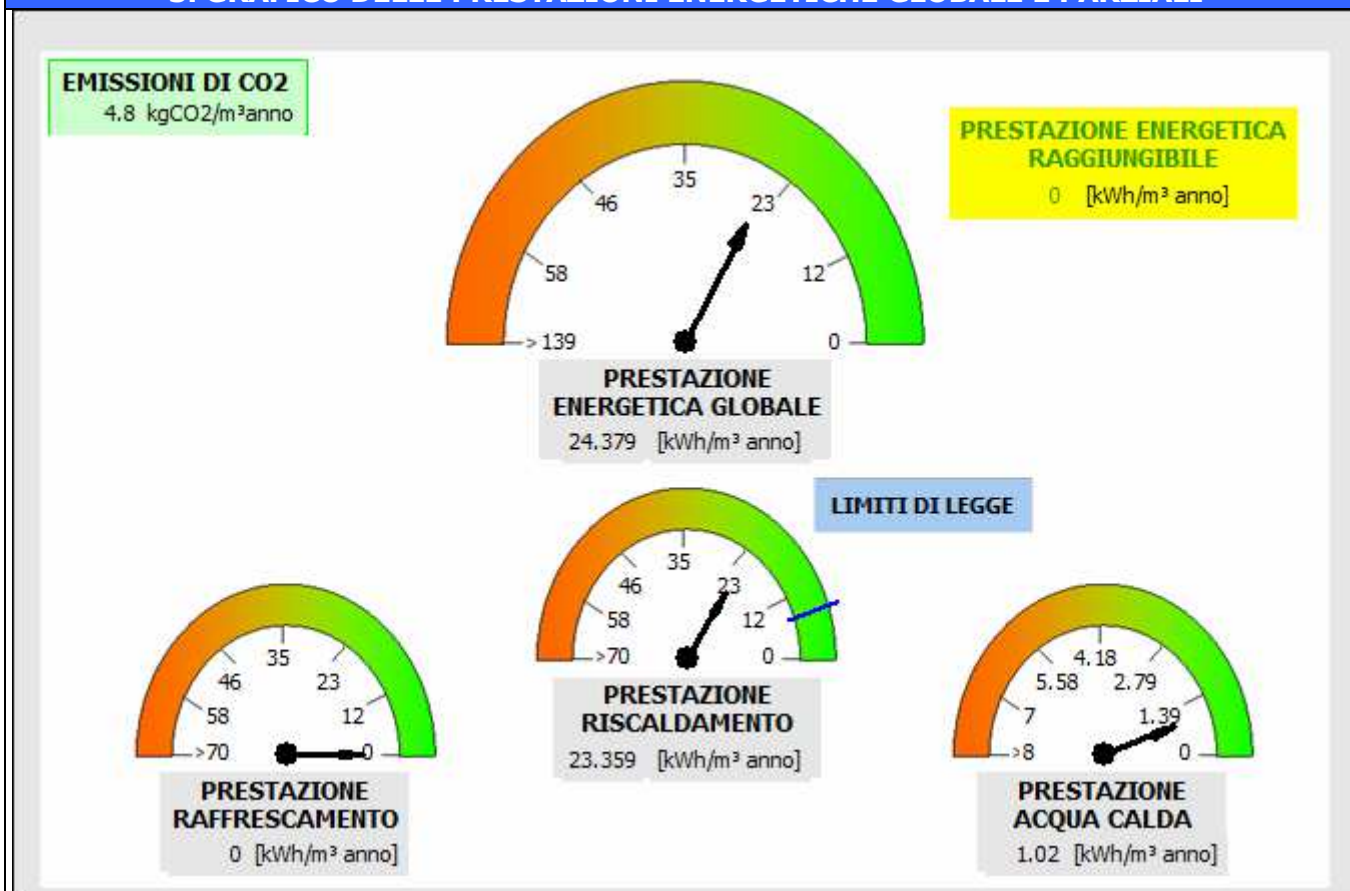 EMISSIONI DI CO2
4.8 kgCO2/m³anno
PRESTAZIONE ENERGETICA
RAGGIUNGIBILE
0 [kWh/m³ anno]
35
46
23
58
12
>139
0
PRESTAZIONE
ENERGETICA GLOBALE
24.379 [kWh/m³ anno]
LIMITI DI LEGGE
35
46
23
58
12
>70
0
PRESTAZIONE
RISCALDAMENTO
23.359 [kWh/m³ anno]
35
46
23
58
12
>70
0
PRESTAZIONE
RAFFRESCAMENTO
0 [kWh/m³ anno]
4.18
5.58
2.79
7
1.39
>8
0
PRESTAZIONE
ACQUA CALDA
1.02 [kWh/m³ anno]